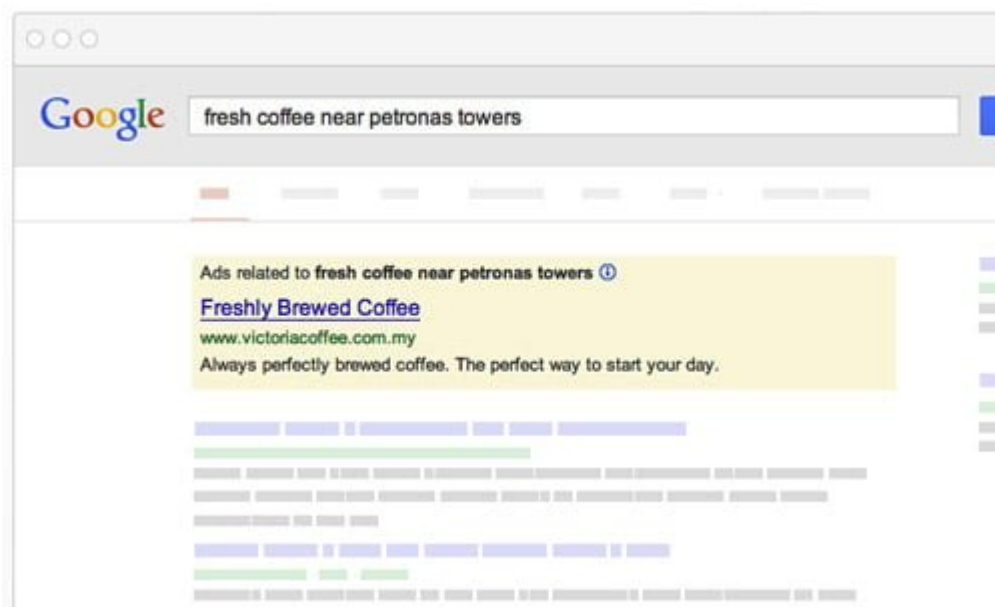 Google
fresh coffee near petronas towers
Ads related to fresh coffee near petronas towers
Freshly Brewed Coffee
www.victoriacoffee.com.my
Always perfectly brewed coffee. The perfect way to start your day.